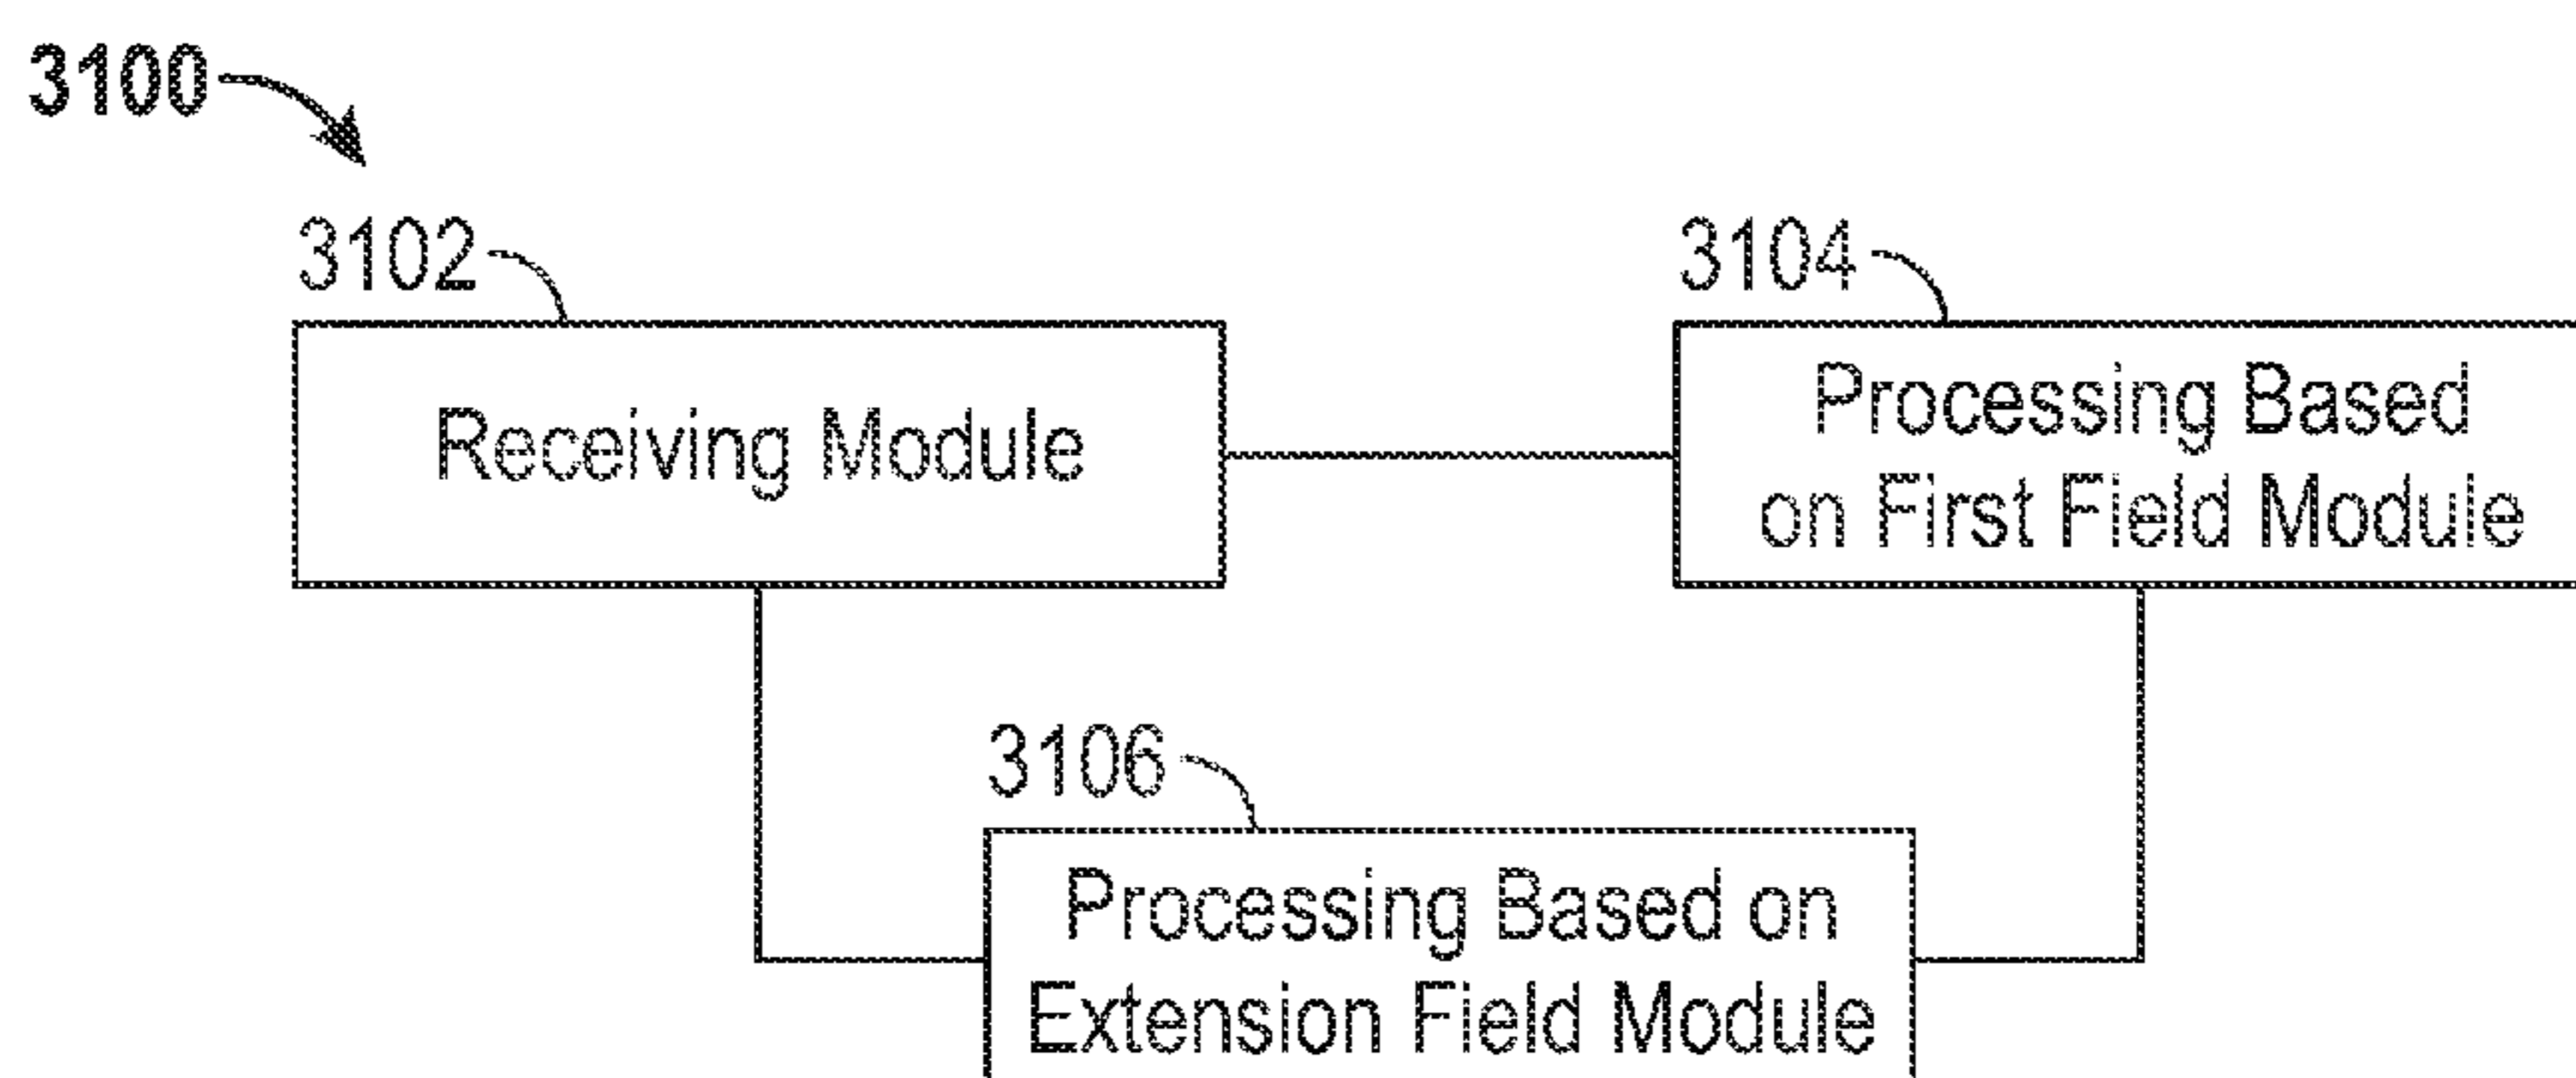 3100
3102
3104
Receiving Module
Processing Based
on First Field Module
3106
Processing Based on
Extension Field Module